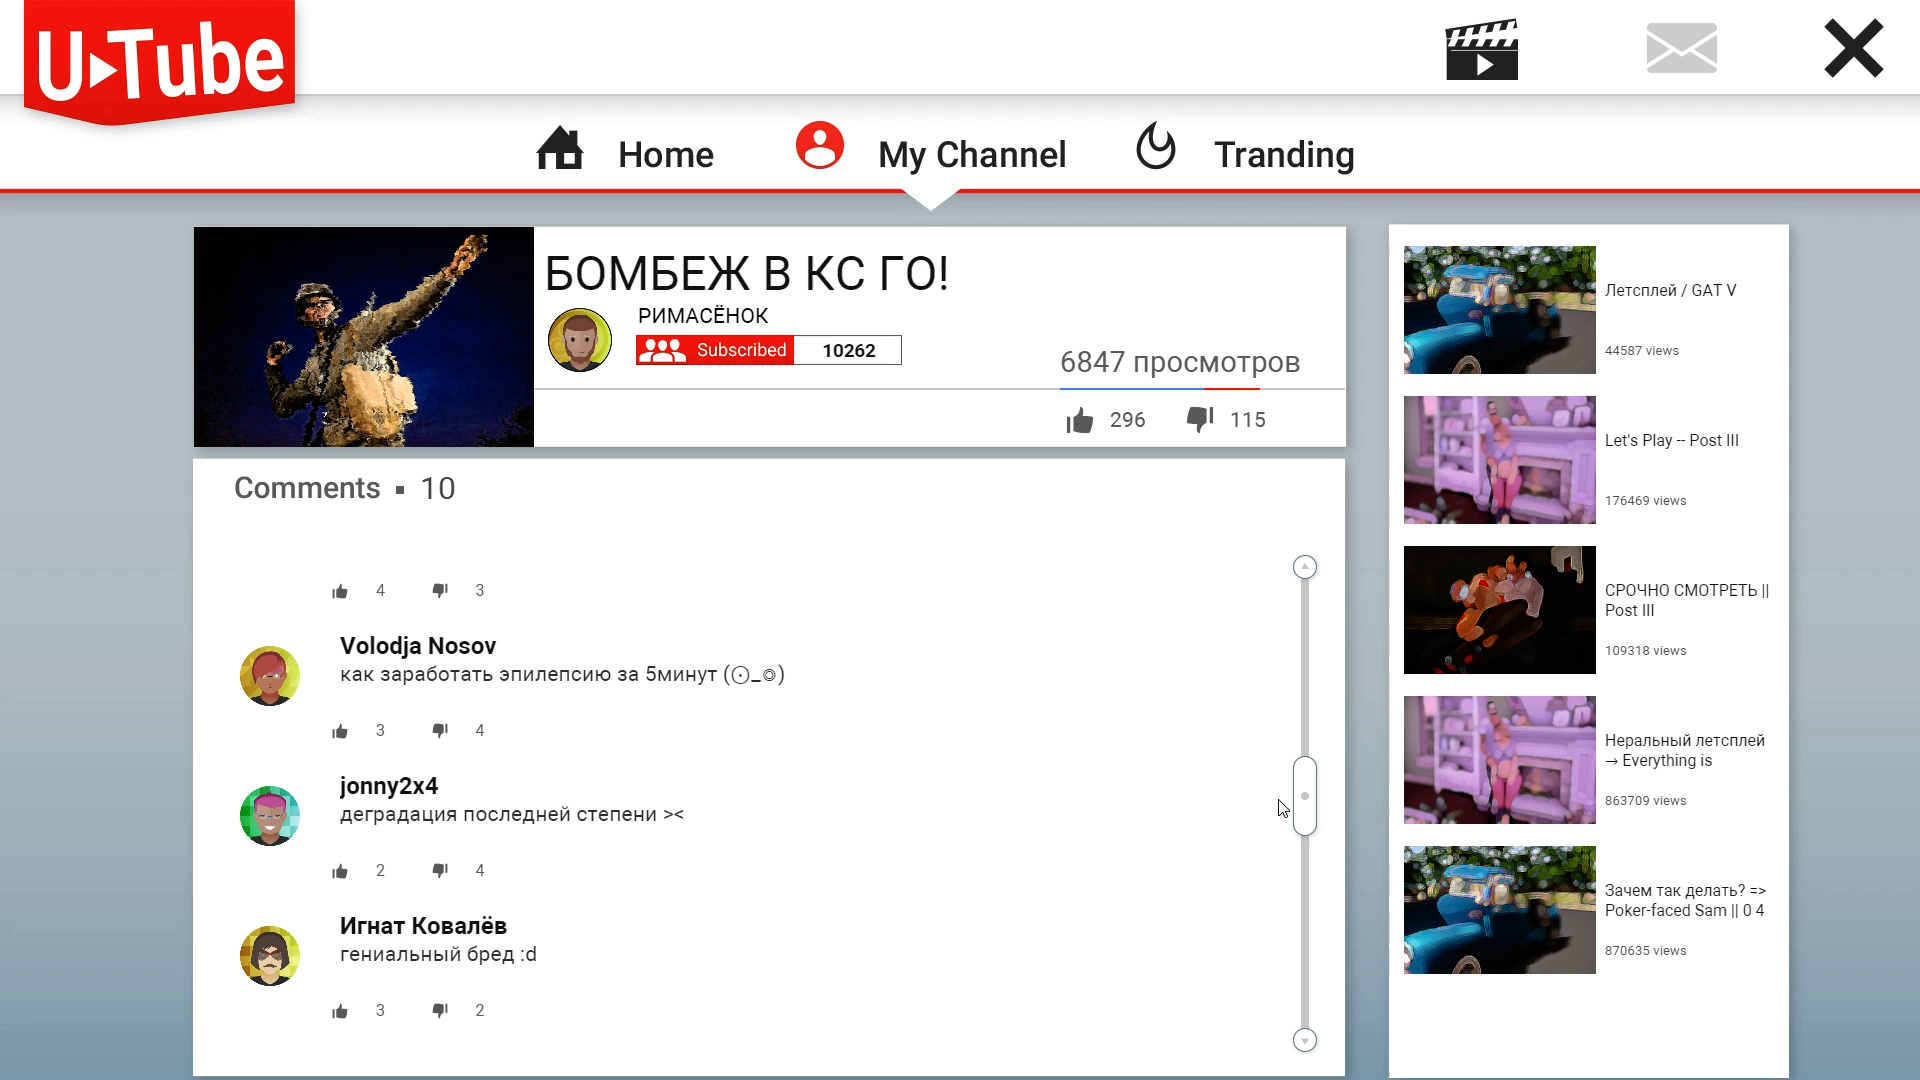 U Tube
Home
My Channel
Tranding
БОМБЕЖ В КС ГО!
РИМАСЁНОК
Subscribed
10262
6847 просмотров
296
115
Comments ▪ 10
4
3
Volodja Nosov
как заработать эпилепсию за 5минут (⊙_◎)
3
4
jonny2x4
деградация последней степени ><
2
4
Игнат Ковалёв
гениальный бред :d
3
2
Летсплей / GAT V
44587 views
Let's Play -- Post III
176469 views
СРОЧНО СМОТРЕТЬ ||
Post III
109318 views
Неральный летсплей
→ Everything is
863709 views
Зачем так делать? =>
Poker-faced Sam || 0 4
870635 views